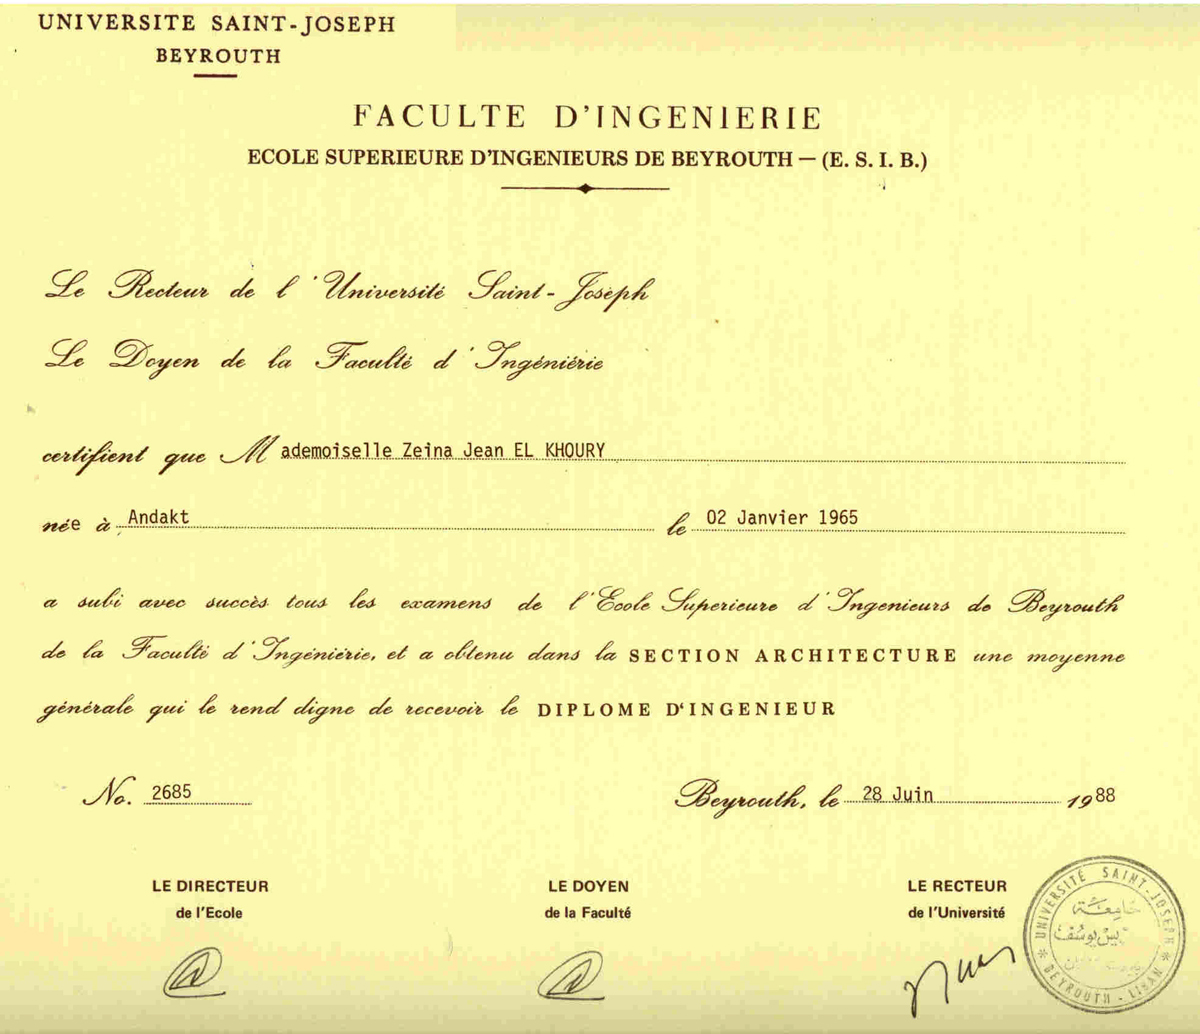 UNIVERSITE SAINT-JOSEPH
BEYROUTH
FACULTE D'INGENIERIE
ECOLE SUPERIEURE D'INGENIEURS DE BEYROUTH — (E. S. I. B.)
Le Recteur de l'Université Saint-Joseph
Le Doyen de la Faculté d'Ingéniérie
certifient que Mademoiselle Zeina Jean EL KHOURY
née à Andakt le 02 Janvier 1965
a subi avec succès tous les examens de l'Ecole Superieure d'Ingenieurs de Beyrouth
de la Faculté d'Ingéniérie, et a obtenu dans la SECTION ARCHITECTURE une moyenne
générale qui le rend digne de recevoir le DIPLOME D'INGENIEUR
No. 2685 Beyrouth, le 28 Juin 1988
LE DIRECTEUR LE DOYEN LE RECTEUR
de l'Ecole de la Faculté de l'Université
UNIVERSITÉ SAINT-JOSEPH
جامعة
يوسف
* BEYROUTH - LIBAN *